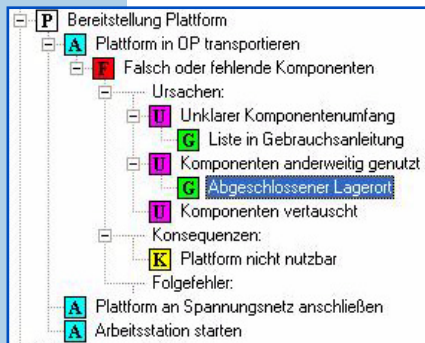 P Bereitstellung Plattform
A Plattform in OP transportieren
F Falsch oder fehlende Komponenten
Ursachen:
U Unklarer Komponentenumfang
G Liste in Gebrauchsanleitung
U Komponenten anderweitig genutzt
G Abgeschlossener Lagerort
U Komponenten vertauscht
Konsequenzen:
K Plattform nicht nutzbar
Folgefehler:
A Plattform an Spannungsnetz anschließen
A Arbeitsstation starten